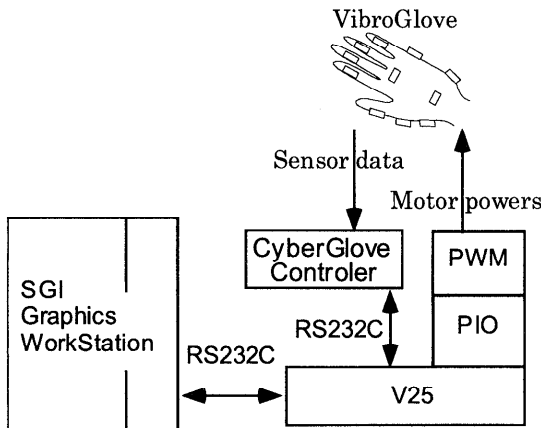 VibroGlove
Sensor data
Motor powers
CyberGlove
Controler
PWM
SGI
Graphics
WorkStation
RS232C
PIO
RS232C
V25